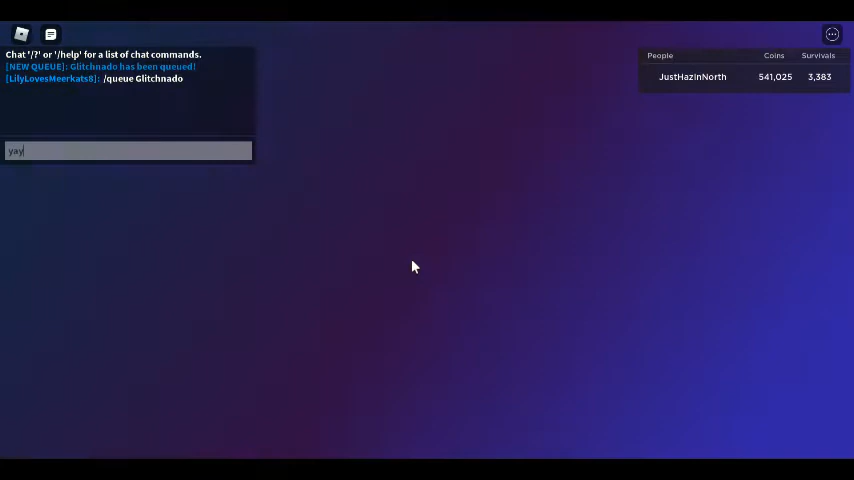 Chat '/?' or '/help' for a list of chat commands.
[NEW QUEUE]: Glitchnado has been queued!
[LilyLovesMeerkats8]: /queue Glitchnado
yay
People Coins Survivals
JustHazinNorth 541,025 3,383